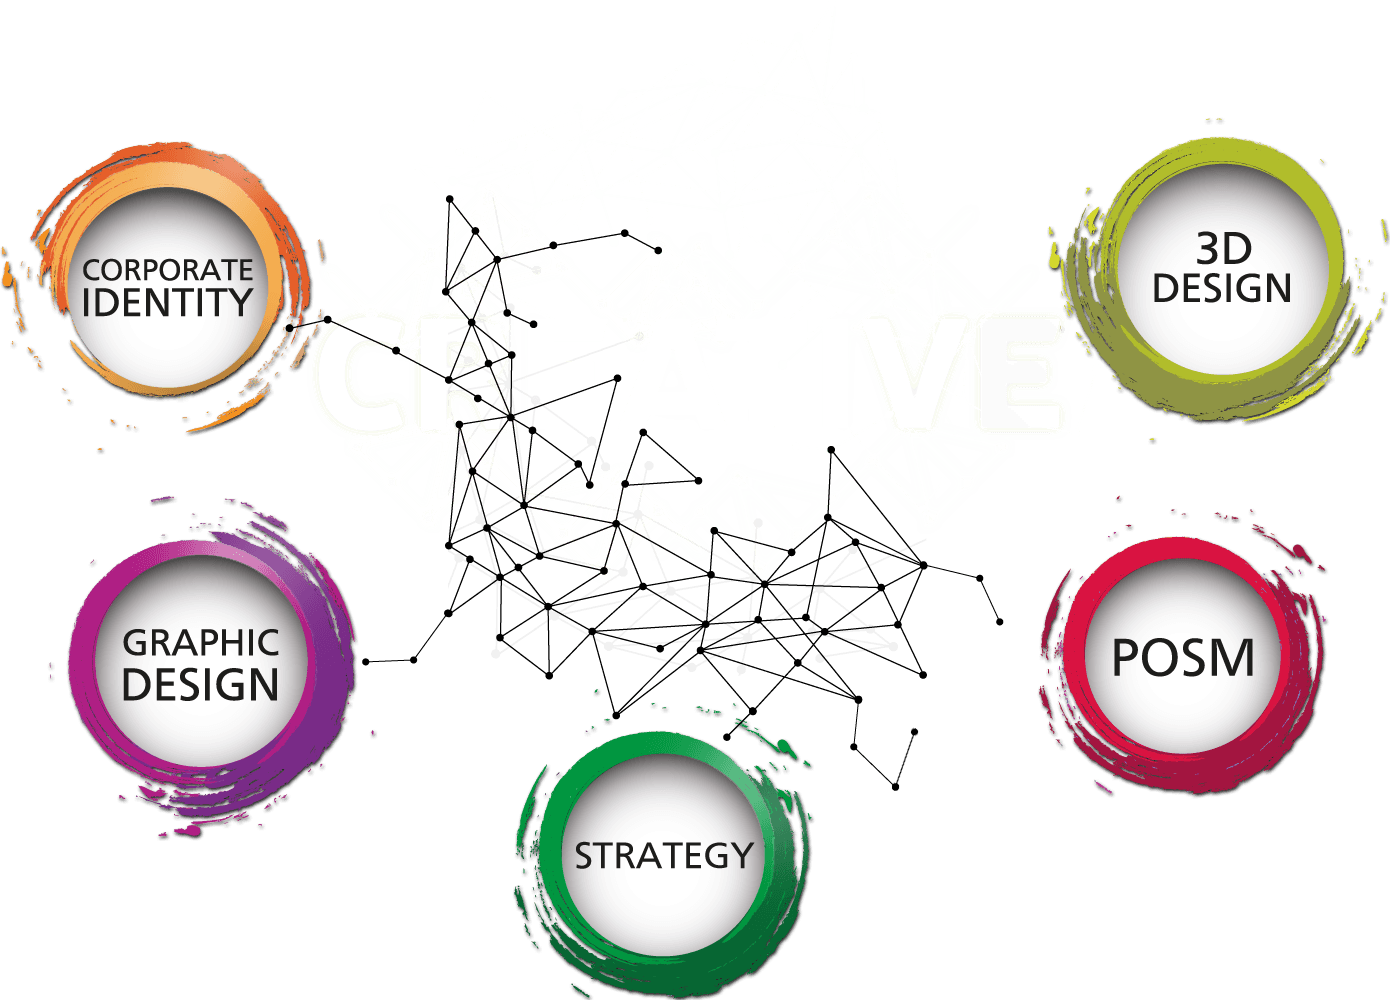 CORPORATE
IDENTITY
3D
DESIGN
GRAPHIC
DESIGN
POSM
STRATEGY